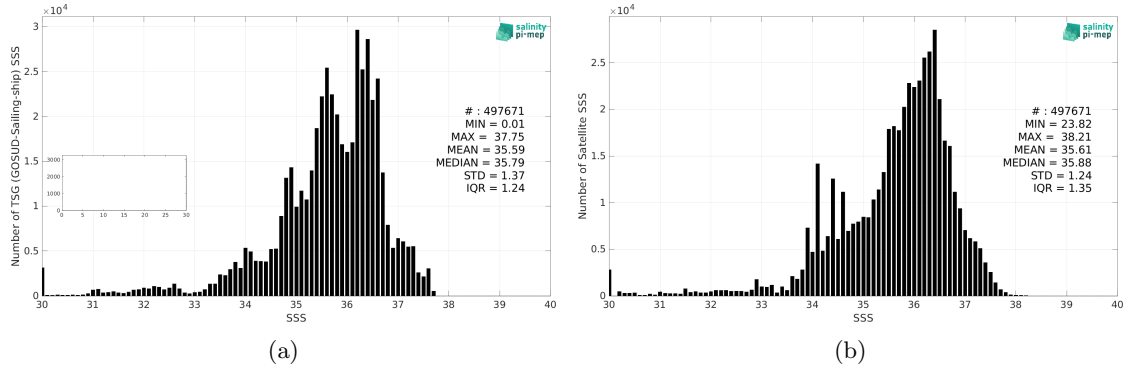 ×10^4
3
2.5
2
1.5
1
0.5
0
30 31 32 33 34 35 36 37 38 39 40
SSS
Number of TSG (GOSUD-Sailing-ship) SSS
3000
2000
1000
0
0 5 10 15 20 25 30
salinity
pi-mep
# : 497671
MIN = 0.01
MAX = 37.75
MEAN = 35.59
MEDIAN = 35.79
STD = 1.37
IQR = 1.24
(a)
×10^4
2.5
2
1.5
1
0.5
0
30 31 32 33 34 35 36 37 38 39 40
SSS
Number of Satellite SSS
salinity
pi-mep
# : 497671
MIN = 23.82
MAX = 38.21
MEAN = 35.61
MEDIAN = 35.88
STD = 1.24
IQR = 1.35
(b)